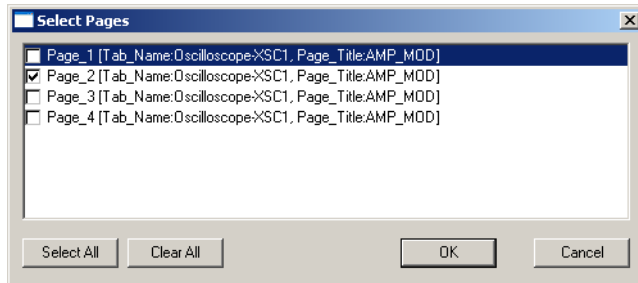 Select Pages
Page_1 [Tab_Name:Oscilloscope-XSC1, Page_Title:AMP_MOD]
Page_2 [Tab_Name:Oscilloscope-XSC1, Page_Title:AMP_MOD]
Page_3 [Tab_Name:Oscilloscope-XSC1, Page_Title:AMP_MOD]
Page_4 [Tab_Name:Oscilloscope-XSC1, Page_Title:AMP_MOD]
Select All Clear All OK Cancel